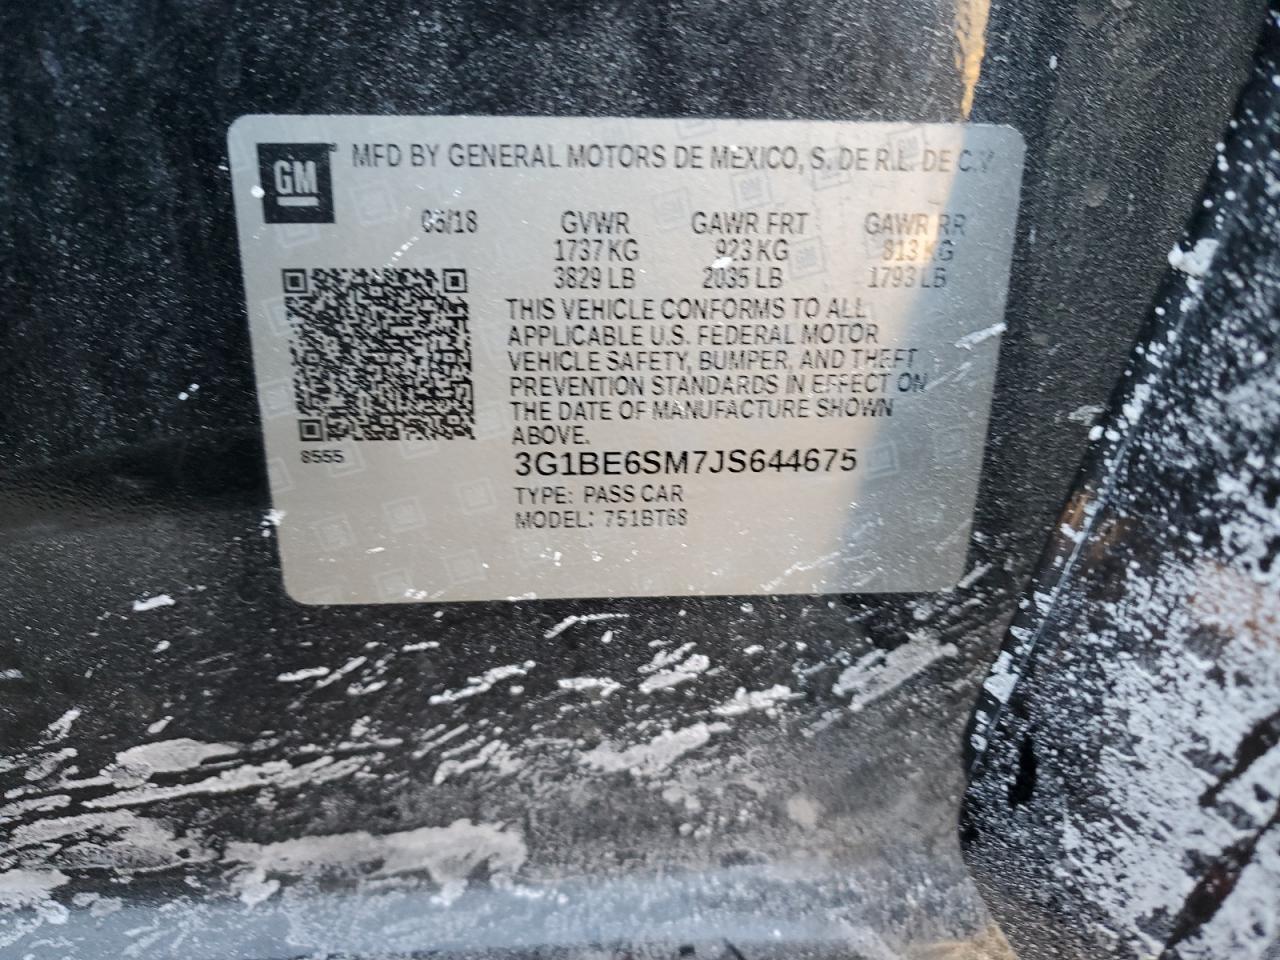 GM
MFD BY GENERAL MOTORS DE MEXICO, S. DE R.L. DE C.V
05/18 GVWR GAWR FRT GAWR RR
1737 KG 923 KG 813 KG
3829 LB 2035 LB 1793 LB
THIS VEHICLE CONFORMS TO ALL
APPLICABLE U.S. FEDERAL MOTOR
VEHICLE SAFETY, BUMPER, AND THEFT
PREVENTION STANDARDS IN EFFECT ON
THE DATE OF MANUFACTURE SHOWN
ABOVE.
8555
3G1BE6SM7JS644675
TYPE: PASS CAR
MODEL: 751BT68